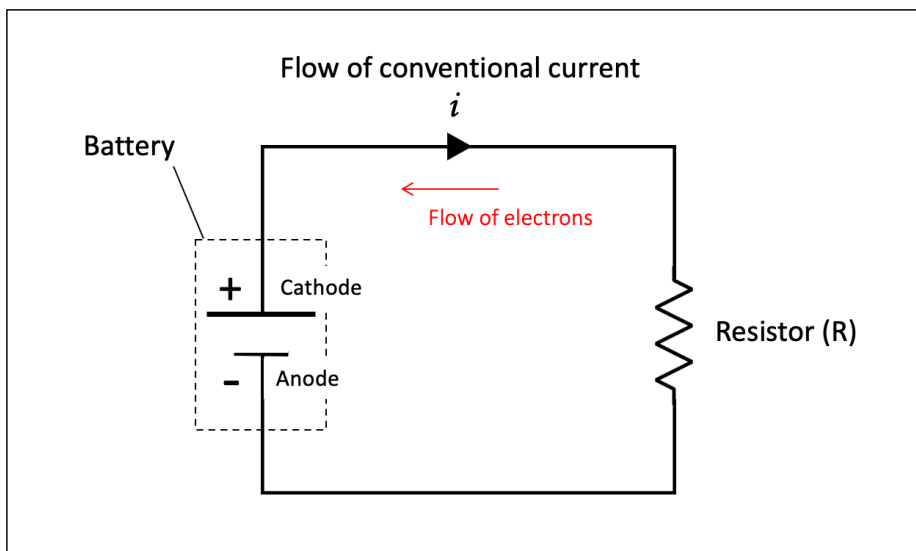 Flow of conventional current
i
Battery
Flow of electrons
+
Cathode
Resistor (R)
-
Anode